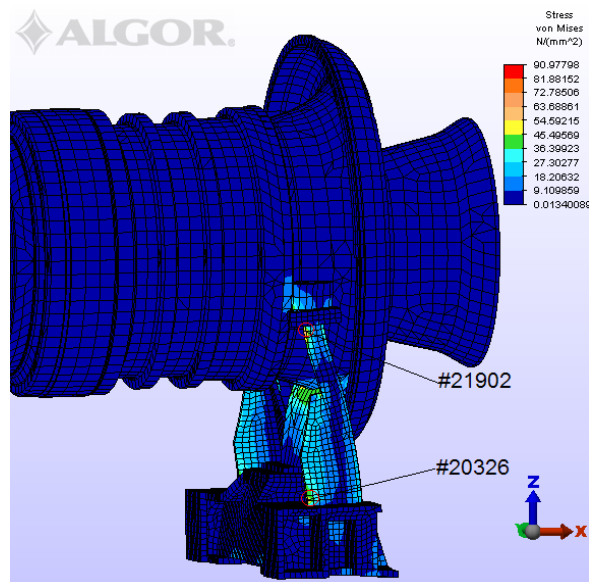 ALGOR.
Stress
von Mises
N/(mm^2)
90.97798
81.88152
72.78506
63.68861
54.59215
45.49569
36.39923
27.30277
18.20632
9.109859
0.01340089
#21902
#20326
Z
Y
X